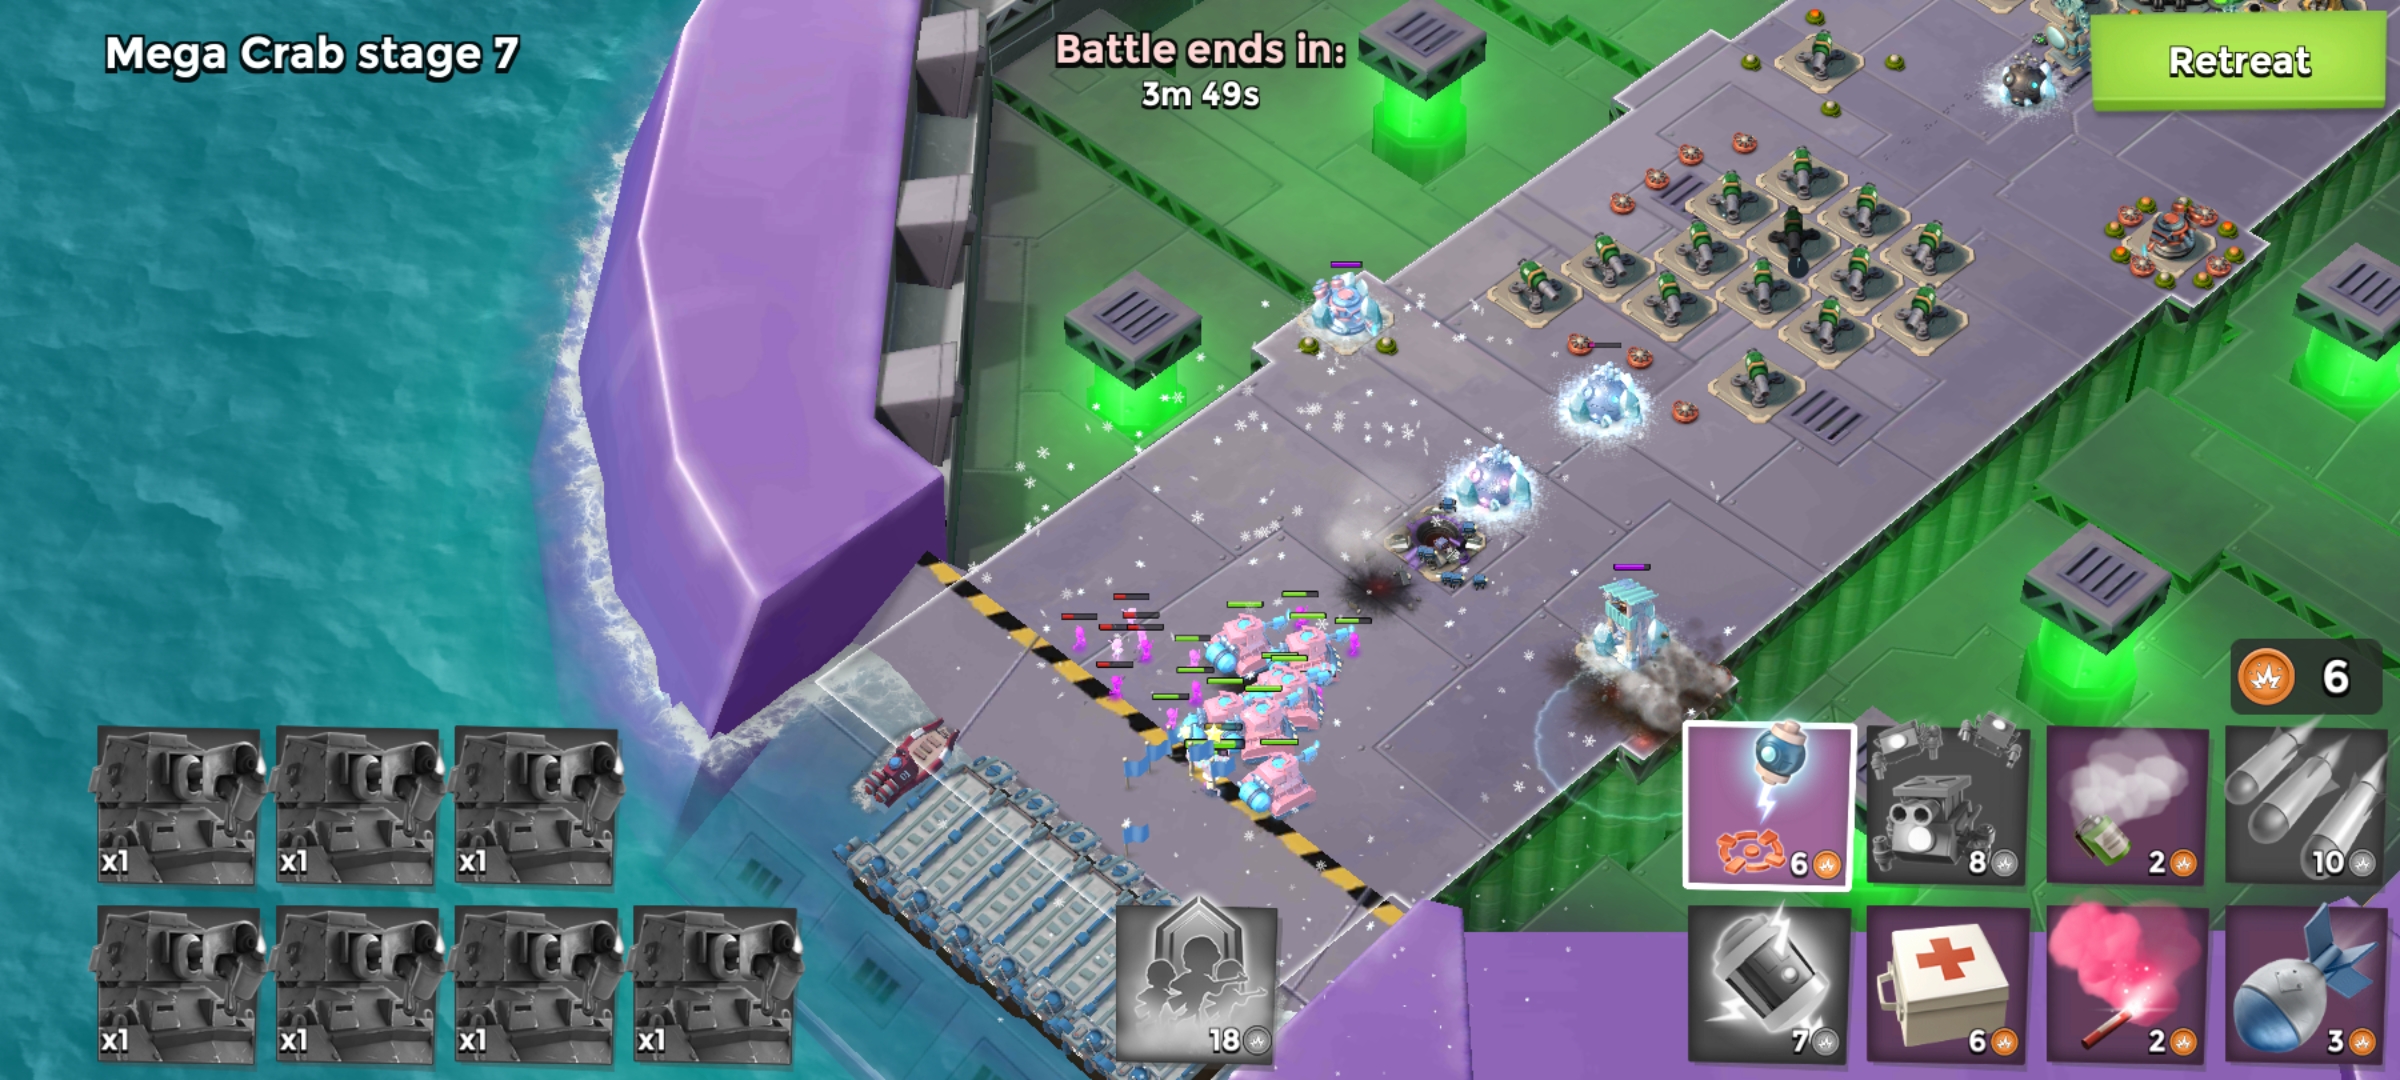 Mega Crab stage 7
Battle ends in:
3m 49s
Retreat
6
x1
x1
x1
6
8
2
10
x1
x1
x1
x1
18
7
6
2
3